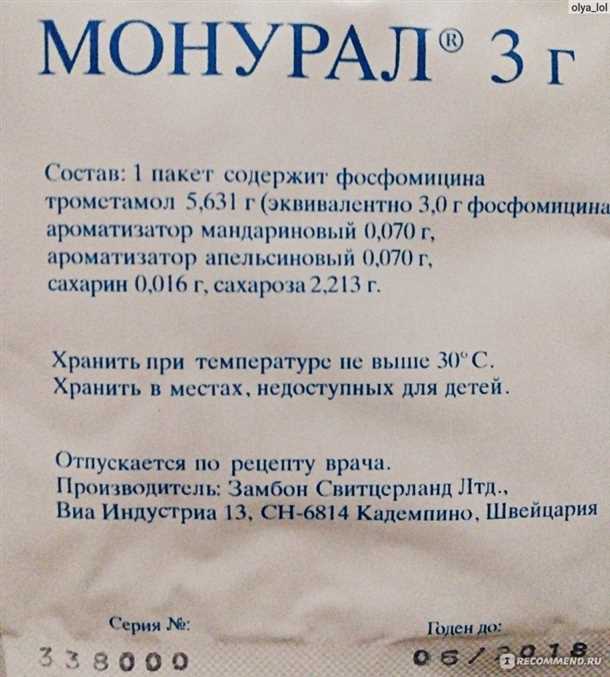 olya_lol
МОНУРАЛ® 3 г
Состав: 1 пакет содержит фосфомицина
трометамол 5,631 г (эквивалентно 3,0 г фосфомицина
ароматизатор мандариновый 0,070 г,
ароматизатор апельсиновый 0,070 г,
сахарин 0,016 г, сахароза 2,213 г.
Хранить при температуре не выше 30°С.
Хранить в местах, недоступных для детей.
Отпускается по рецепту врача.
Производитель: Замбон Свитцерланд Лтд.,
Виа Индустриа 13, СН-6814 Кадемпино, Швейцария
Серия №: Годен до:
338000 06/2018
IRECOMMEND.RU